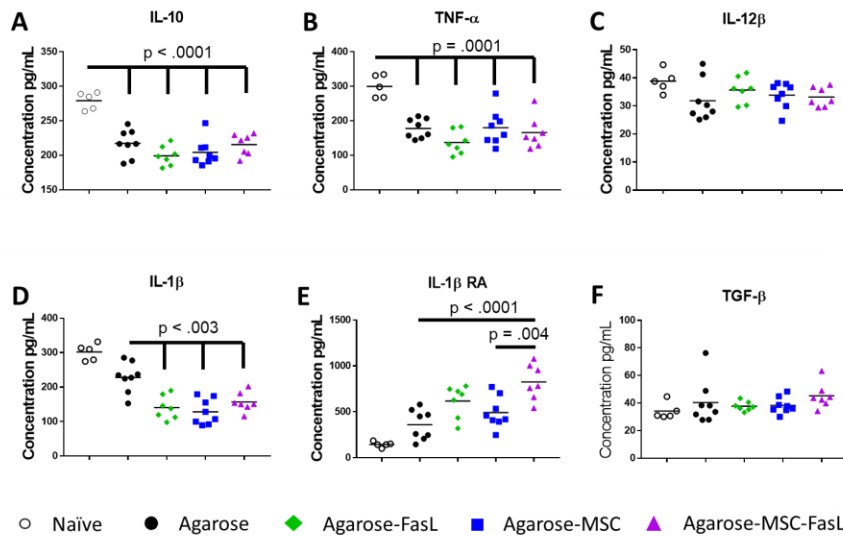 A
IL-10
Concentration pg/mL
350
300
250
200
150
p < .0001
B
TNF-α
Concentration pg/mL
400
300
200
100
0
p = .0001
C
IL-12β
Concentration pg/mL
60
40
20
0
D
IL-1β
Concentration pg/mL
400
300
200
100
0
p < .003
E
IL-1β RA
Concentration pg/mL
1500
1000
500
0
p < .0001
p = .004
F
TGF-β
Concentration pg/mL
100
80
60
40
20
0
Naïve Agarose Agarose-FasL Agarose-MSC Agarose-MSC-FasL